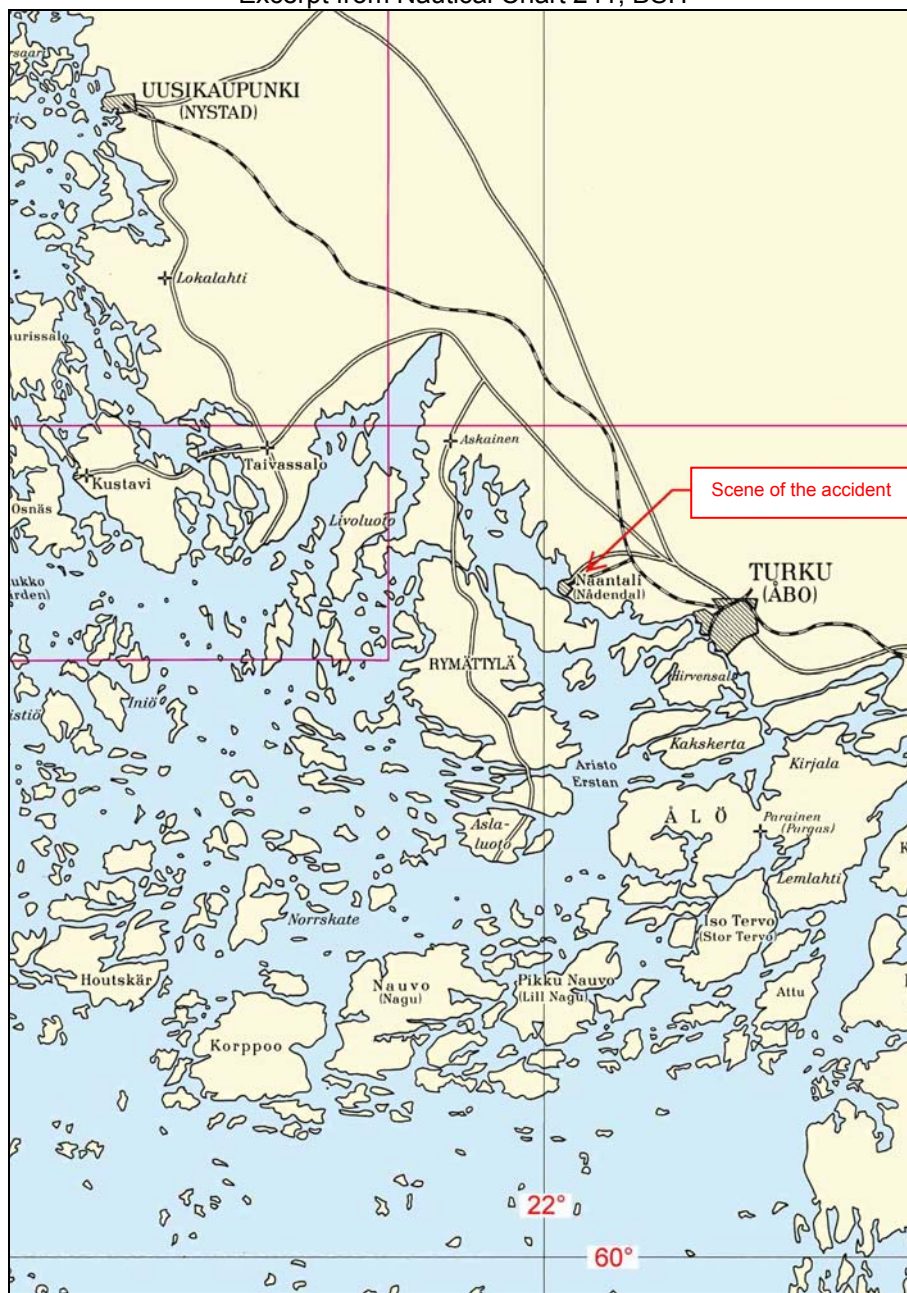 Excerpt from Nautical Chart 241, BSH
UUSIKAUPUNKI
(NYSTAD)
Lokalahti
Askainen
Taivassalo
Kustavi
Osnäs
Livoluoto
Scene of the accident
Naantali
(Nådendal)
TURKU
(ÅBO)
RYMÄTTYLÄ
Hirvensalo
Iniö
Kakskerta
Kirjala
Aristo
Erstan
ÅLÖ
Parainen
(Pargas)
Asla-
luoto
Lemlahti
Norrskate
Iso Tervo
(Stor Tervo)
Houtskär
Nauvo
(Nagu)
Pikku Nauvo
(Lill Nagu)
Attu
Korppoo
22°
60°